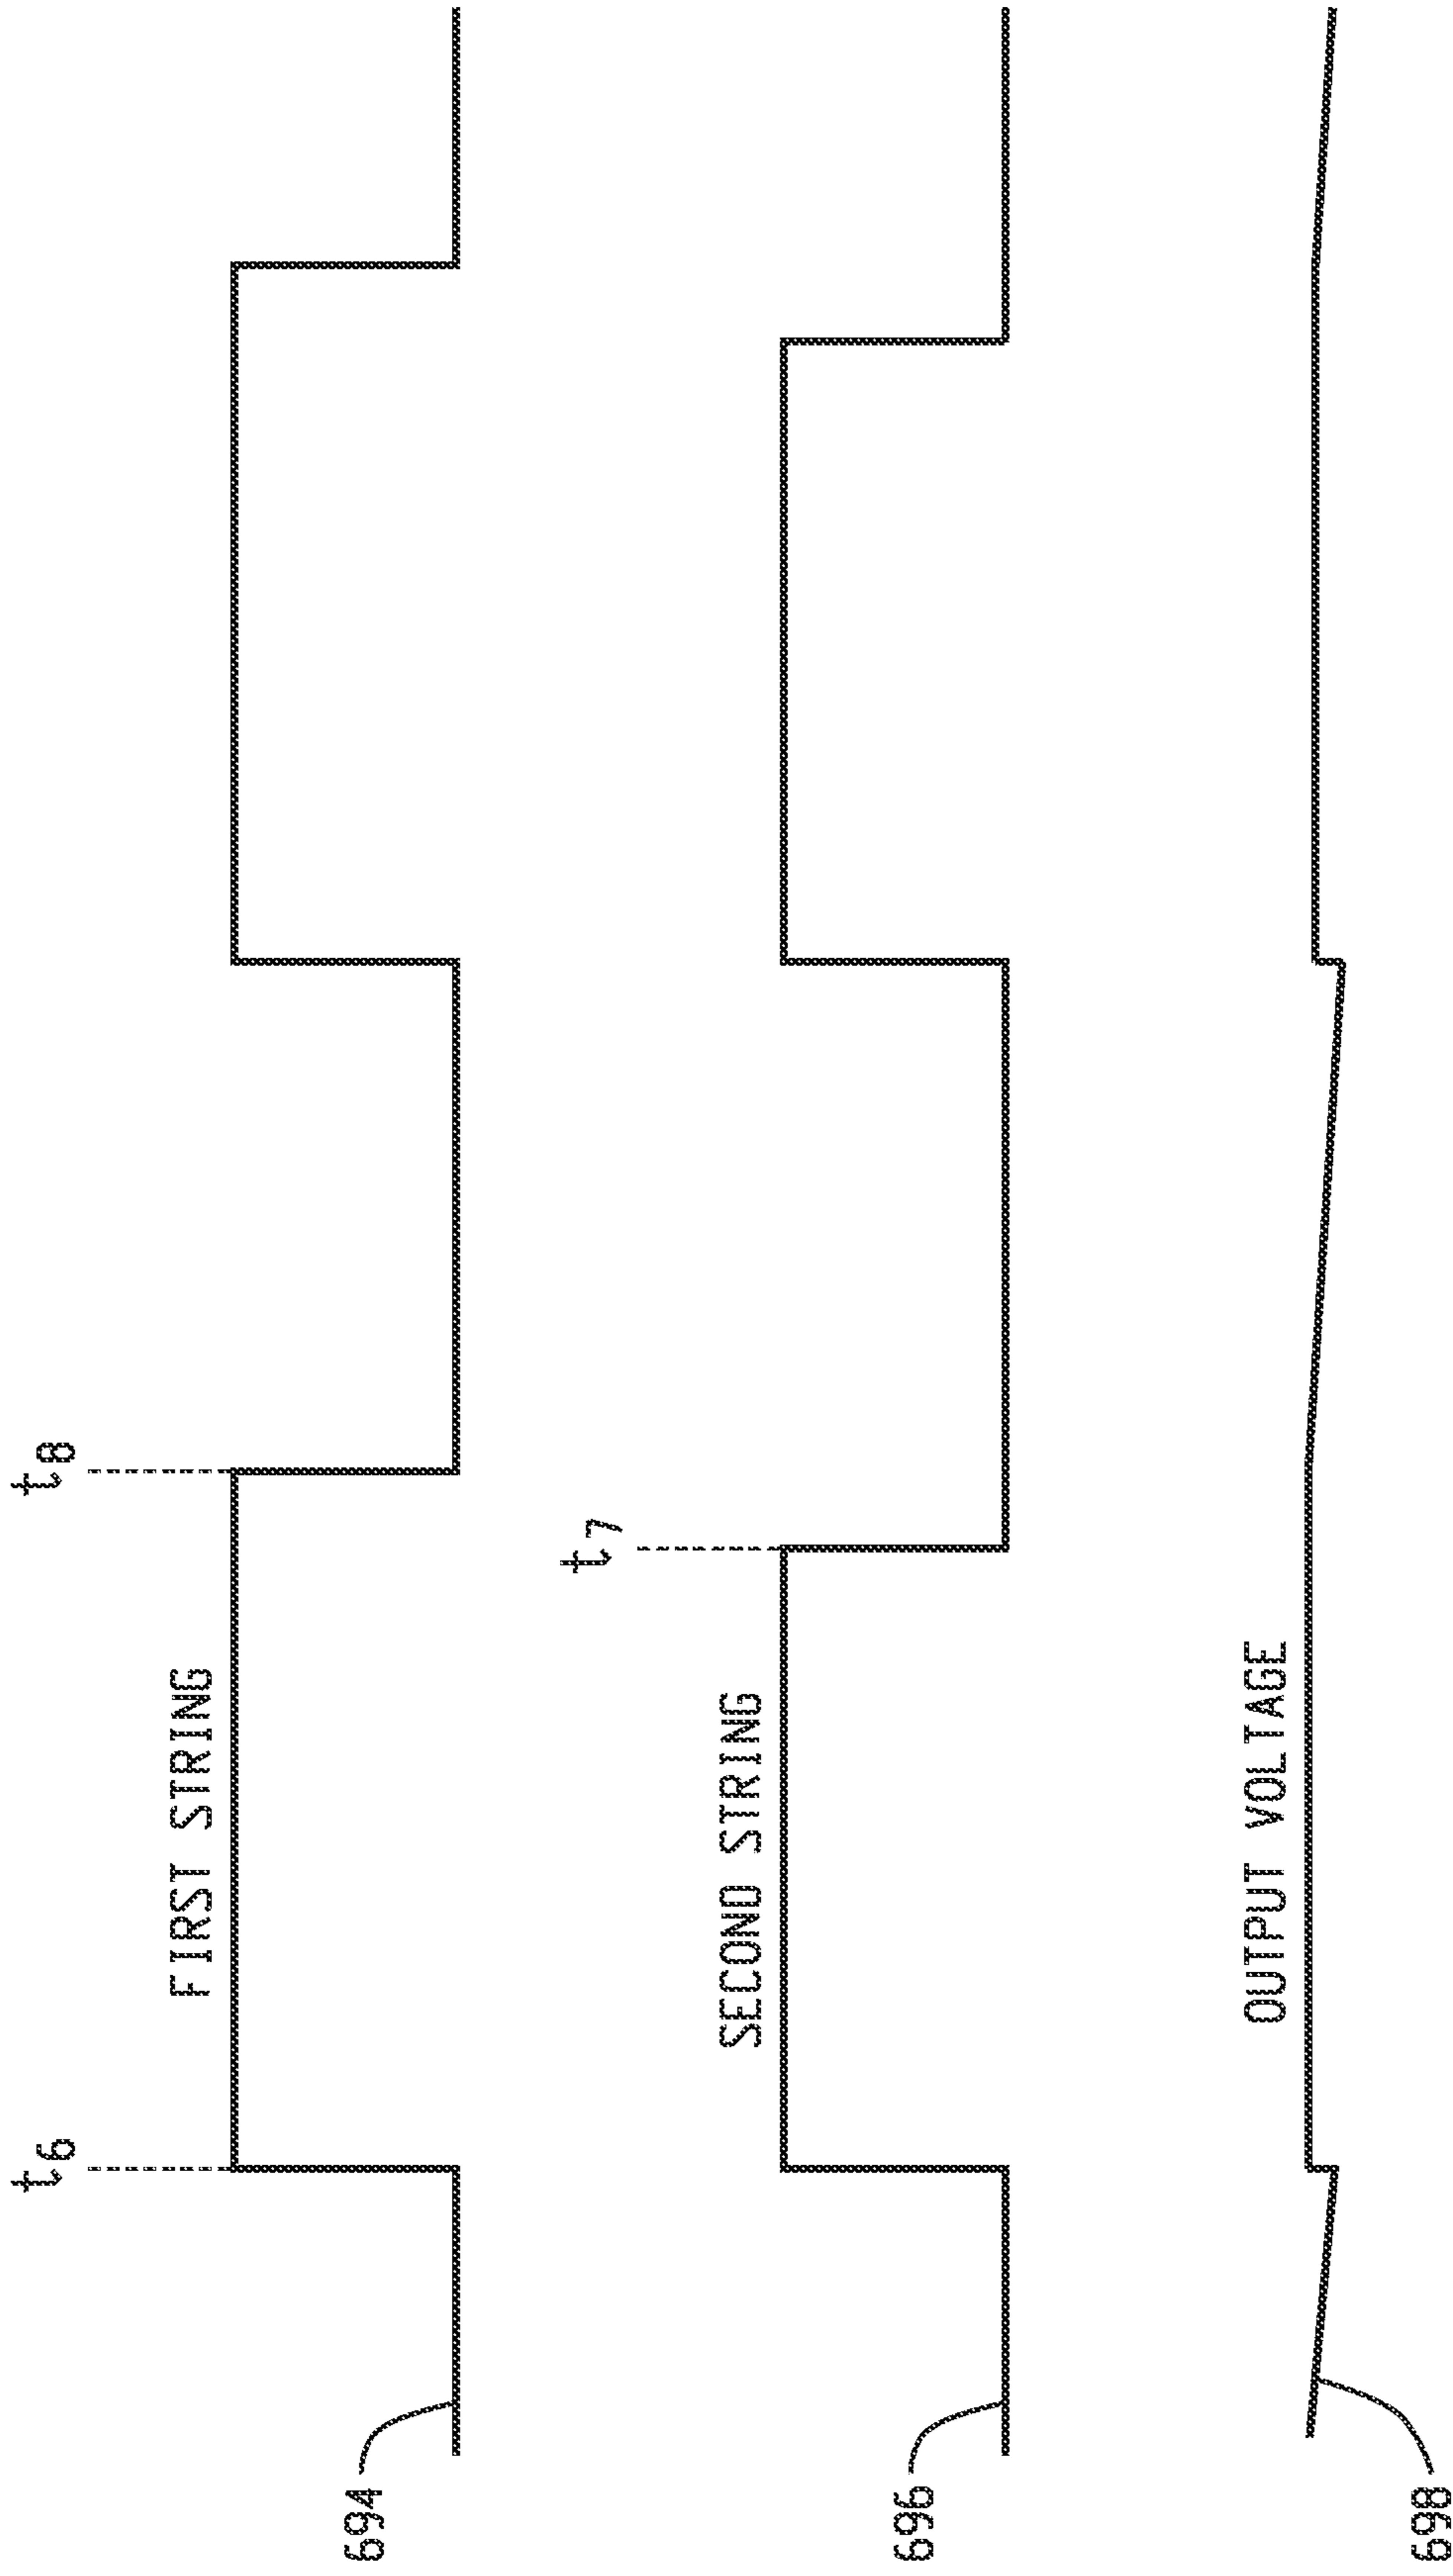 t6
t8
FIRST STRING
694
t7
SECOND STRING
696
OUTPUT VOLTAGE
698